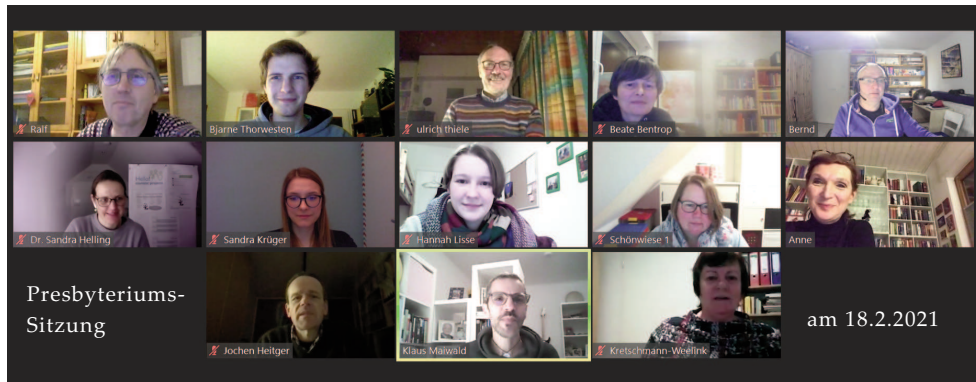 Ralf
Bjarne Thorwesten
ulrich thiele
Beate Bentrop
Bernd
Dr. Sandra Helling
Sandra Krüger
Hannah Lisse
Schönwiese 1
Anne
Presbyteriums-
Sitzung
Jochen Heitger
Klaus Maiwald
Kretschmann-Weelink
am 18.2.2021